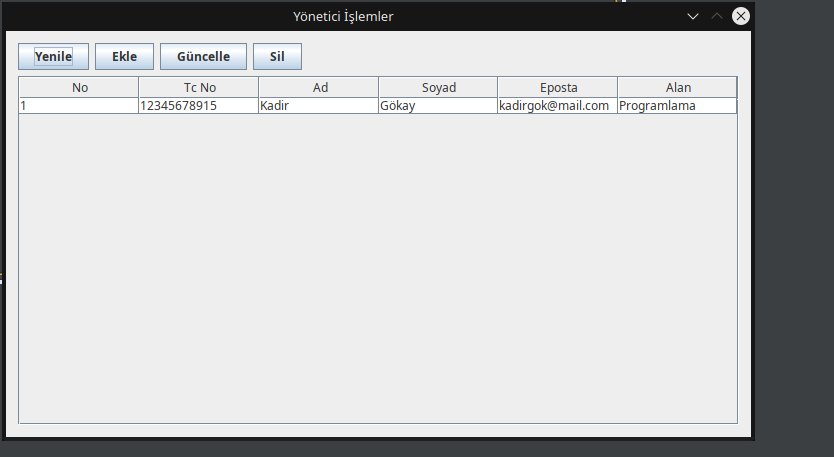 Yönetici İşlemler
Yenile Ekle Güncelle Sil
No Tc No Ad Soyad Eposta Alan
1 12345678915 Kadir Gökay kadirgok@mail.com Programlama